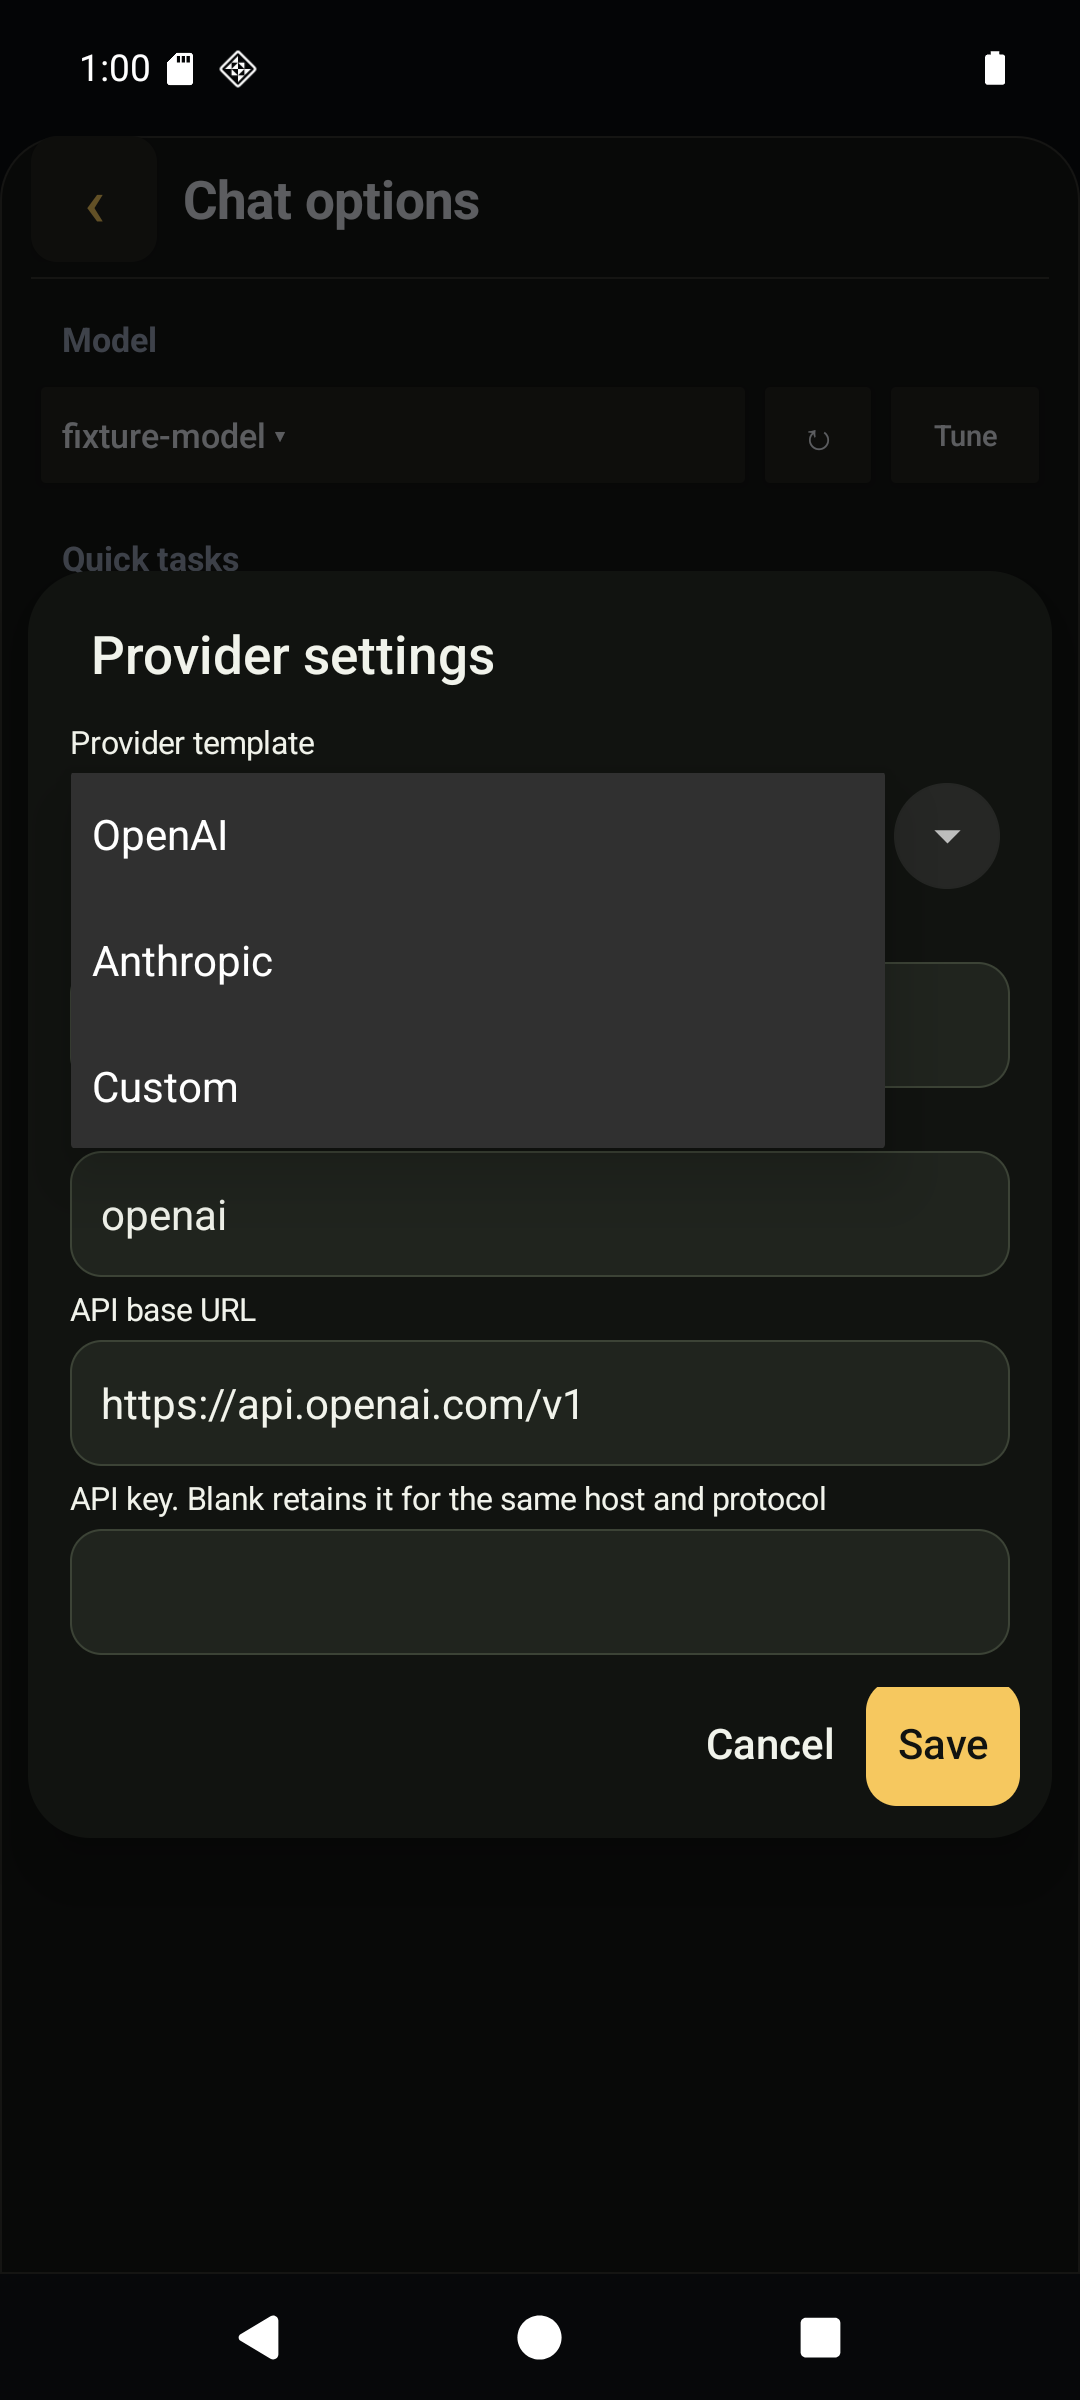 1:00
Chat options
Model
fixture-model ▾
↻
Tune
Quick tasks
Provider settings
Provider template
OpenAI
Anthropic
Custom
openai
API base URL
https://api.openai.com/v1
API key. Blank retains it for the same host and protocol
Cancel
Save